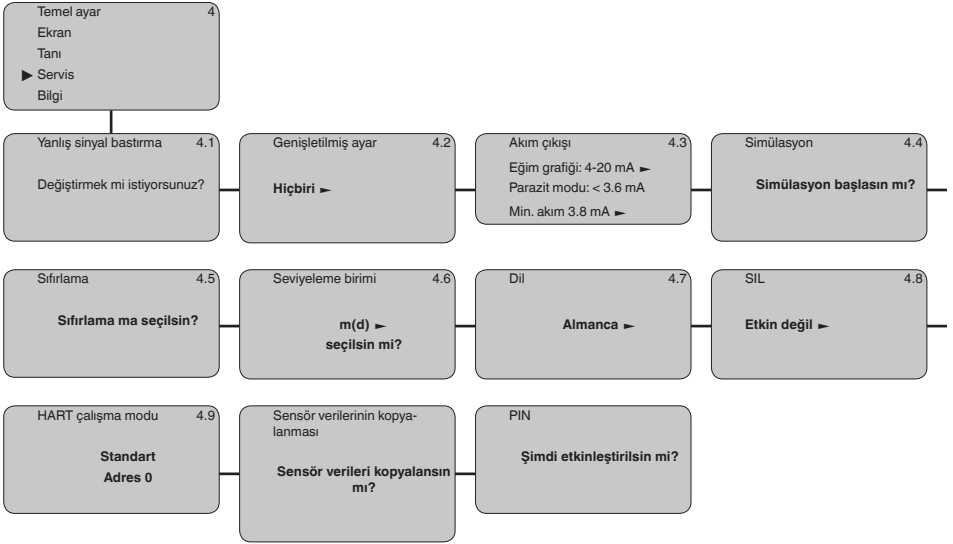 Temel ayar 4
Ekran
Tanı
▶ Servis
Bilgi
Yanlış sinyal bastırma 4.1
Değiştirmek mi istiyorsunuz?
Genişletilmiş ayar 4.2
Hiçbiri ►
Akım çıkışı 4.3
Eğim grafiği: 4-20 mA ►
Parazit modu: < 3.6 mA
Min. akım 3.8 mA ►
Simülasyon 4.4
Simülasyon başlasın mı?
Sıfırlama 4.5
Sıfırlama ma seçilsin?
Seviyeleme birimi 4.6
m(d) ►
seçilsin mi?
Dil 4.7
Almanca ►
SIL 4.8
Etkin değil ►
HART çalışma modu 4.9
Standart
Adres 0
Sensör verilerinin kopya-
lanması
Sensör verileri kopyalansın
mı?
PIN
Şimdi etkinleştirilsin mi?